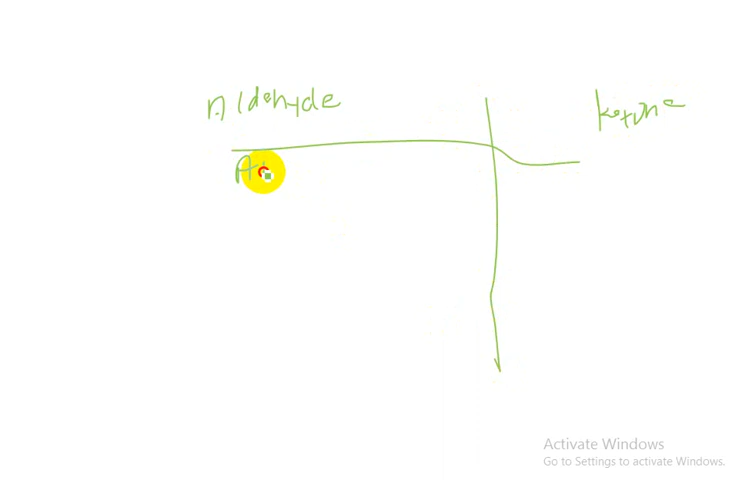 Aldehyde
Ketone
A
Activate Windows
Go to Settings to activate Windows.